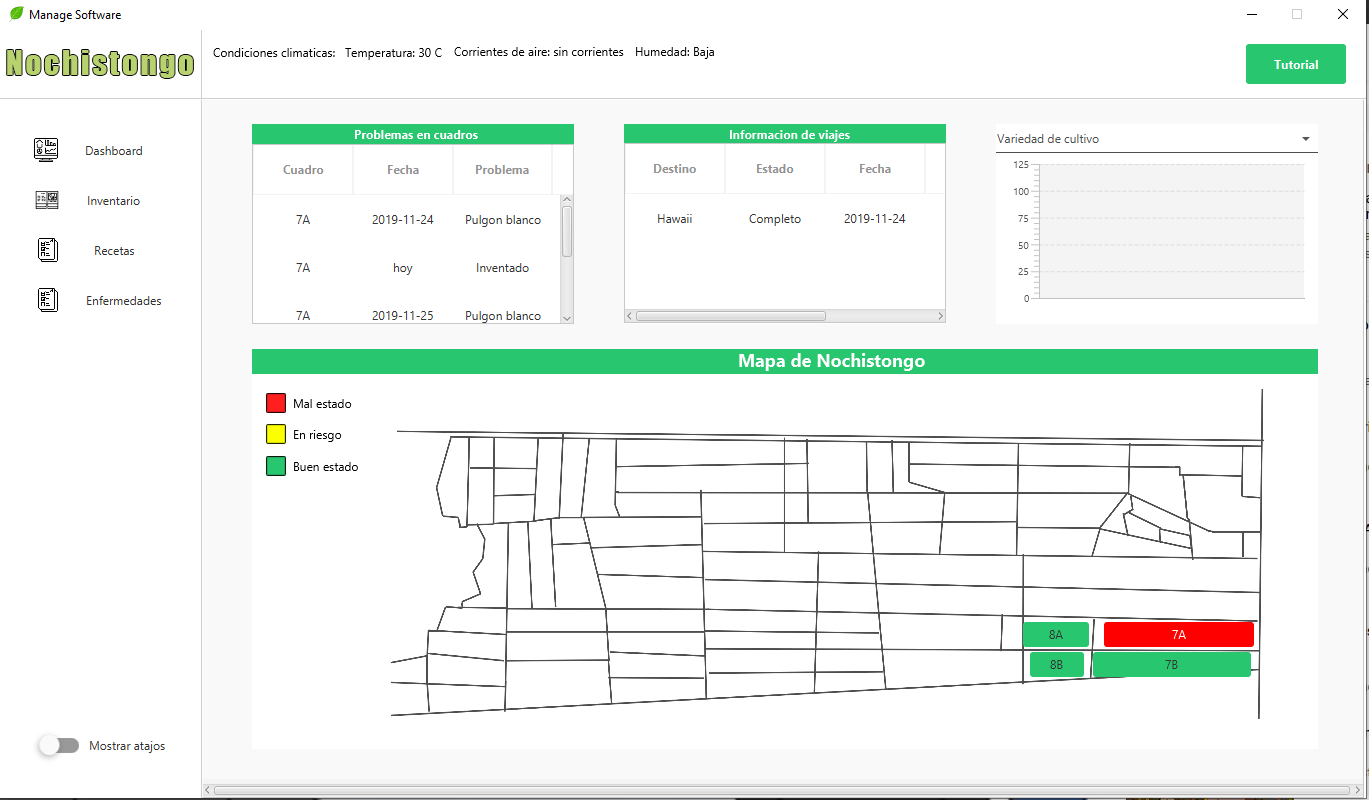 Manage Software
Nochistongo
Condiciones climaticas: Temperatura: 30 C Corrientes de aire: sin corrientes Humedad: Baja
Tutorial
Dashboard
Inventario
Recetas
Enfermedades
Mostrar atajos
Problemas en cuadros
Cuadro Fecha Problema
7A 2019-11-24 Pulgon blanco
7A hoy Inventado
7A 2019-11-25 Pulgon blanco
Informacion de viajes
Destino Estado Fecha
Hawaii Completo 2019-11-24
Variedad de cultivo
125
100
75
50
25
0
Mapa de Nochistongo
Mal estado
En riesgo
Buen estado
8A 7A
8B 7B